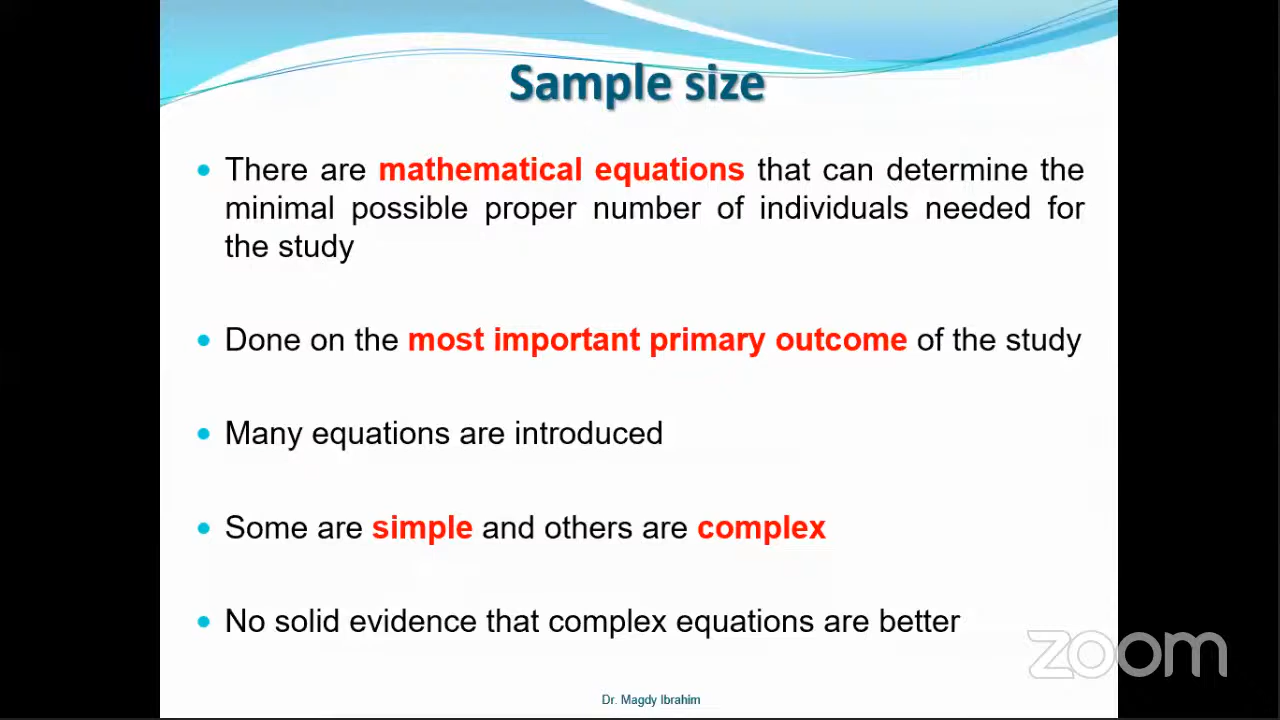 Sample size
• There are mathematical equations that can determine the
minimal possible proper number of individuals needed for
the study
• Done on the most important primary outcome of the study
• Many equations are introduced
• Some are simple and others are complex
• No solid evidence that complex equations are better
zoom
Dr. Magdy Ibrahim